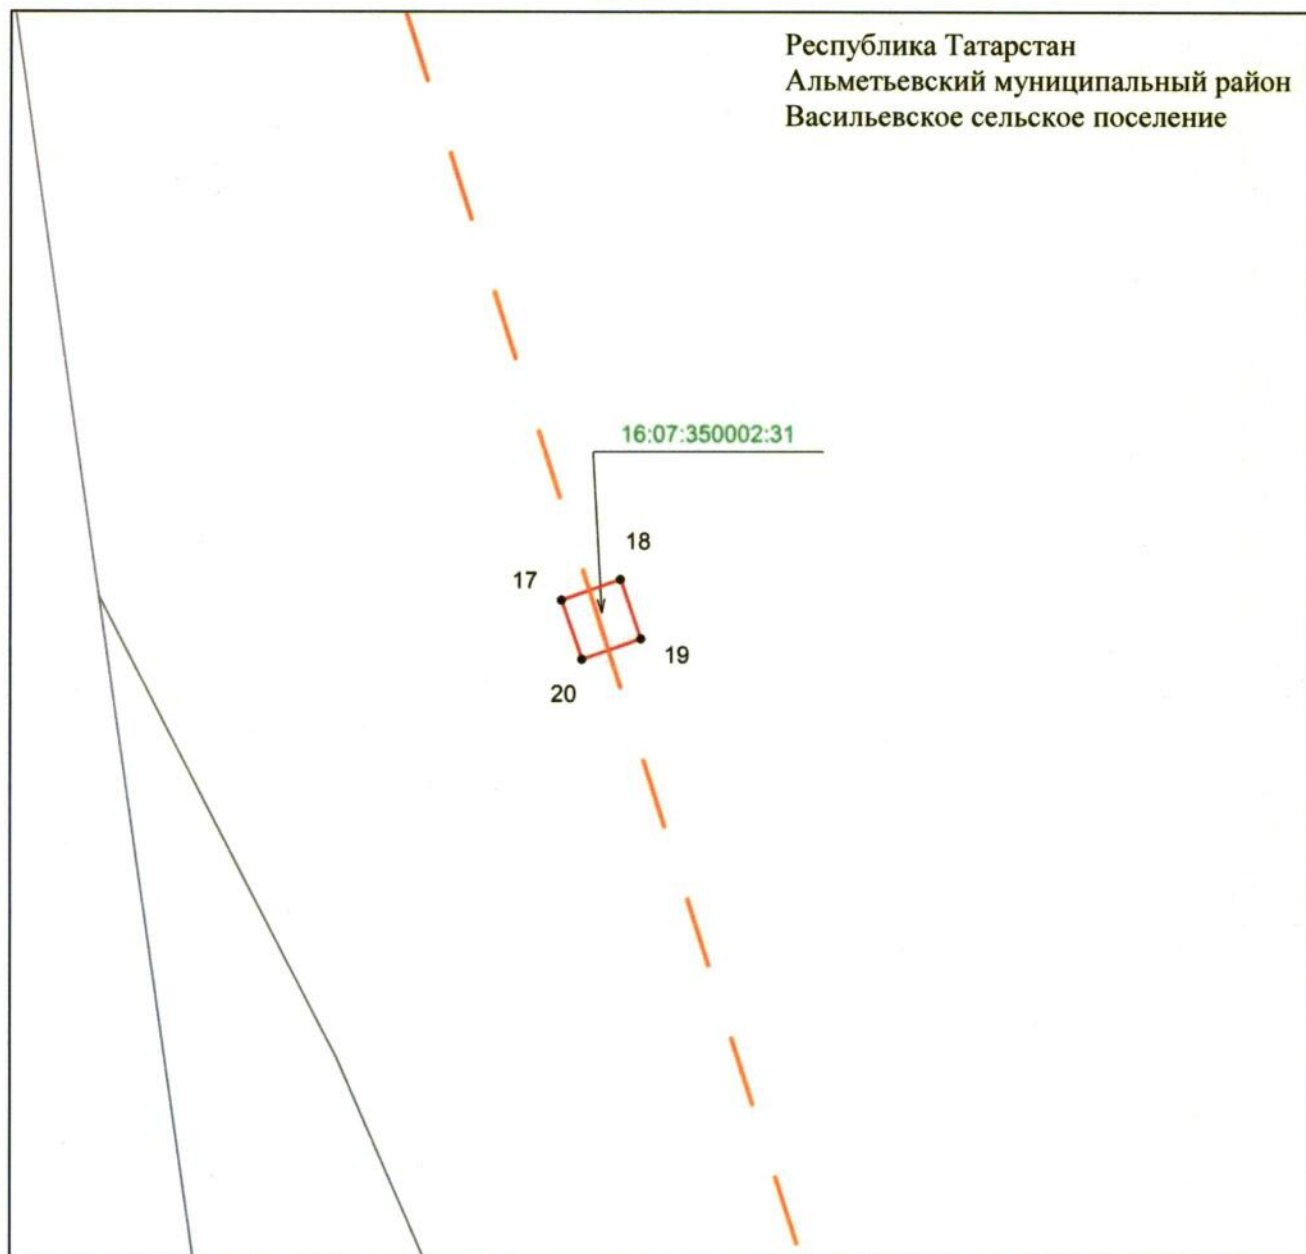 Республика Татарстан
Альметьевский муниципальный район
Васильевское сельское поселение
16:07:350002:31
18
17
19
20